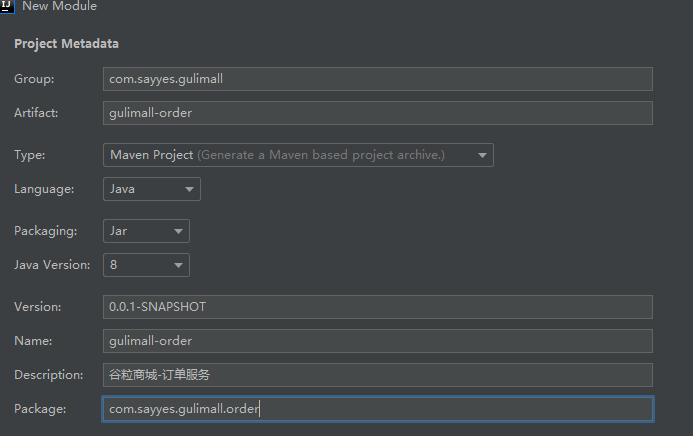 New Module
Project Metadata
Group: com.sayyes.gulimall
Artifact: gulimall-order
Type: Maven Project (Generate a Maven based project archive.)
Language: Java
Packaging: Jar
Java Version: 8
Version: 0.0.1-SNAPSHOT
Name: gulimall-order
Description: 谷粒商城-订单服务
Package: com.sayyes.gulimall.order